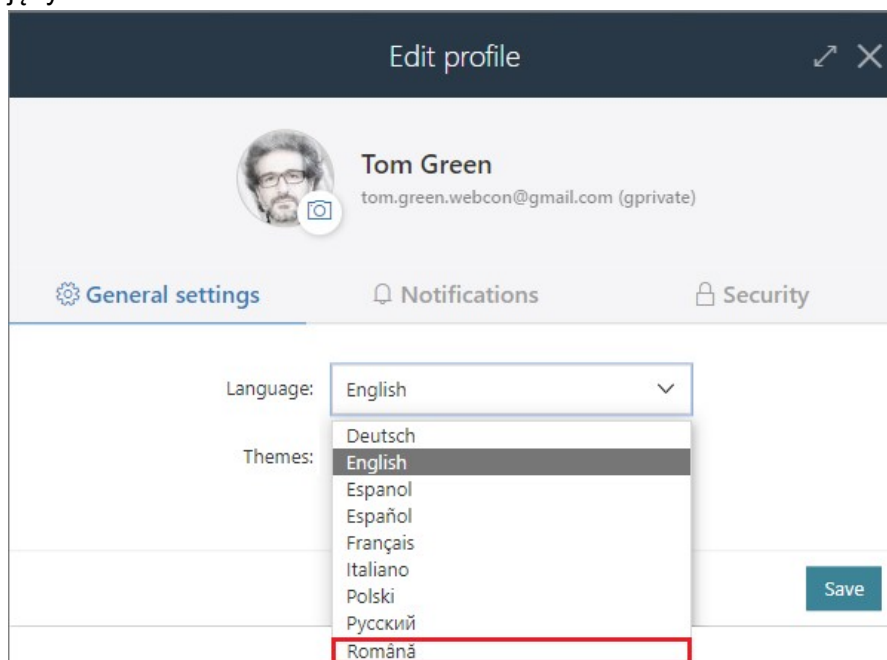 Edit profile
Tom Green
tom.green.webcon@gmail.com (gprivate)
General settings Notifications Security
Language: English
Deutsch
Themes: English
Espanol
Español
Français
Italiano
Polski
Save
Русский
Română